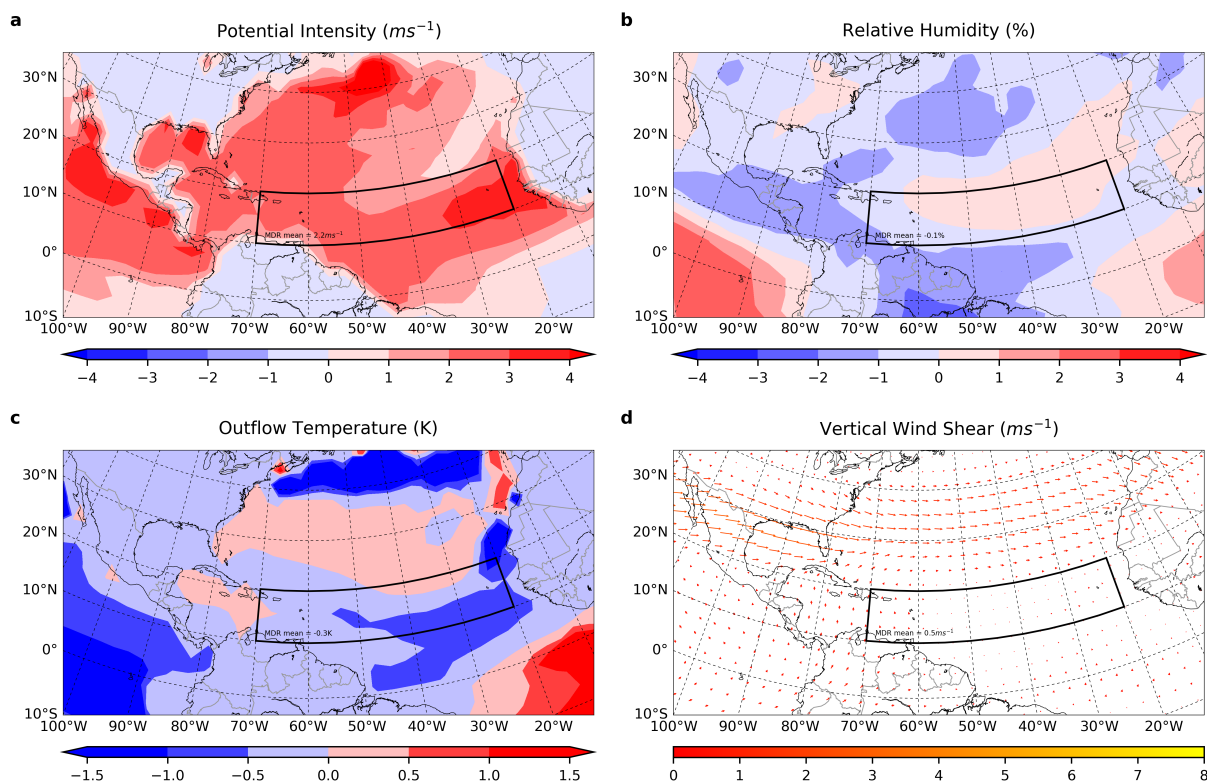 a
Potential Intensity (ms⁻¹)
30°N
20°N
10°N
0°
10°S
MDR mean = 2.2ms⁻¹
100°W 90°W 80°W 70°W 60°W 50°W 40°W 30°W 20°W
−4 −3 −2 −1 0 1 2 3 4
b
Relative Humidity (%)
30°N
20°N
10°N
0°
10°S
MDR mean = -0.1%
100°W 90°W 80°W 70°W 60°W 50°W 40°W 30°W 20°W
−4 −3 −2 −1 0 1 2 3 4
c
Outflow Temperature (K)
30°N
20°N
10°N
0°
10°S
MDR mean = -0.3K
100°W 90°W 80°W 70°W 60°W 50°W 40°W 30°W 20°W
−1.5 −1.0 −0.5 0.0 0.5 1.0 1.5
d
Vertical Wind Shear (ms⁻¹)
30°N
20°N
10°N
0°
10°S
MDR mean = 0.5ms⁻¹
100°W 90°W 80°W 70°W 60°W 50°W 40°W 30°W 20°W
0 1 2 3 4 5 6 7 8